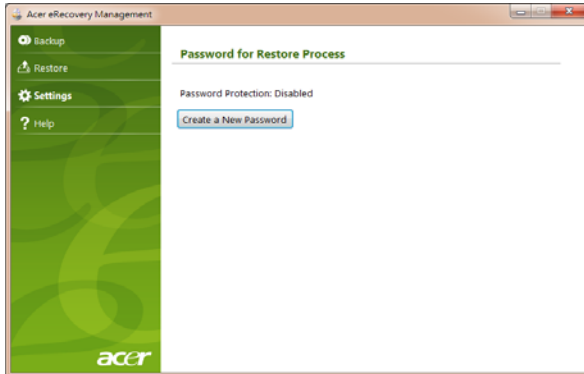 Acer eRecovery Management
Backup
Restore
Settings
Help
Password for Restore Process
Password Protection: Disabled
Create a New Password
acer